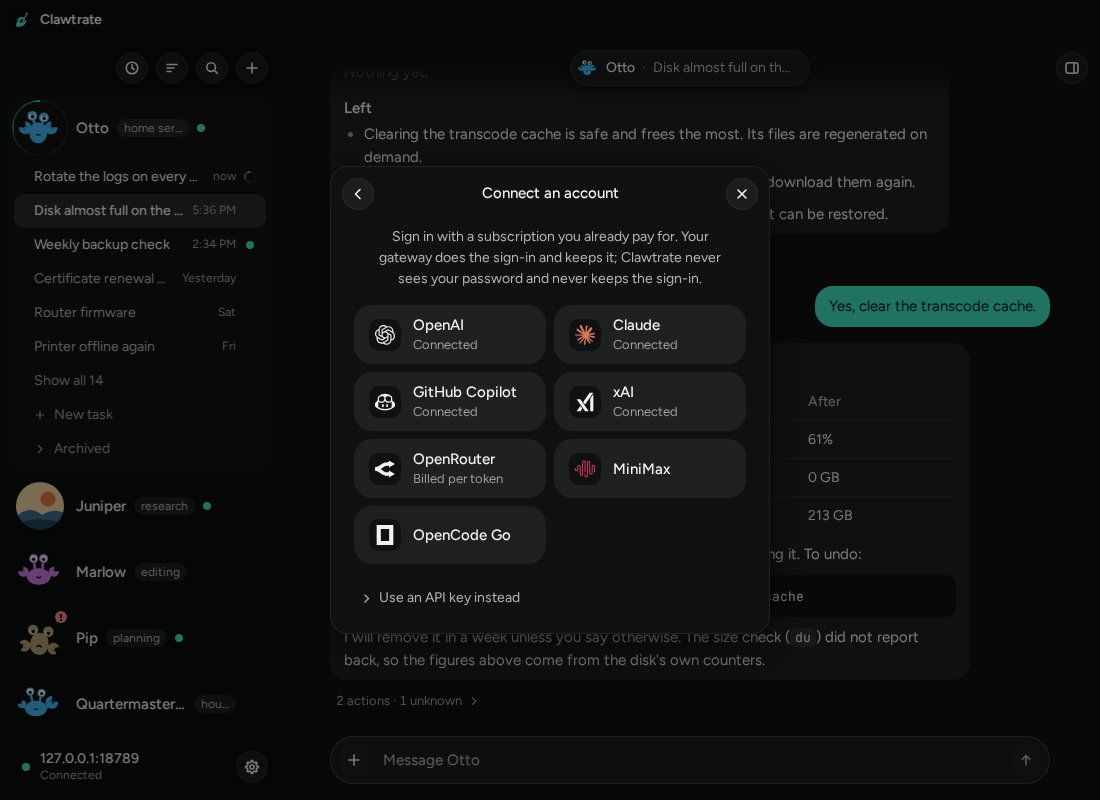 Clawtrate
Otto home ser...
Rotate the logs on every ... now
Disk almost full on the ... 5:36 PM
Weekly backup check 2:34 PM
Certificate renewal ... Yesterday
Router firmware Sat
Printer offline again Fri
Show all 14
+ New task
Archived
Juniper research
Marlow editing
Pip planning
!
Quartermaster... hou...
127.0.0.1:18789
Connected
Otto · Disk almost full on th...
Nothing yet.
Left
• Clearing the transcode cache is safe and frees the most. Its files are regenerated on
demand.
download them again.
t can be restored.
Yes, clear the transcode cache.
After
61%
0 GB
213 GB
ng it. To undo:
cache
I will remove it in a week unless you say otherwise. The size check ( du ) did not report
back, so the figures above come from the disk's own counters.
2 actions · 1 unknown
Message Otto
Connect an account
Sign in with a subscription you already pay for. Your
gateway does the sign-in and keeps it; Clawtrate never
sees your password and never keeps the sign-in.
OpenAI
Connected
Claude
Connected
GitHub Copilot
Connected
xAI
Connected
OpenRouter
Billed per token
MiniMax
OpenCode Go
Use an API key instead